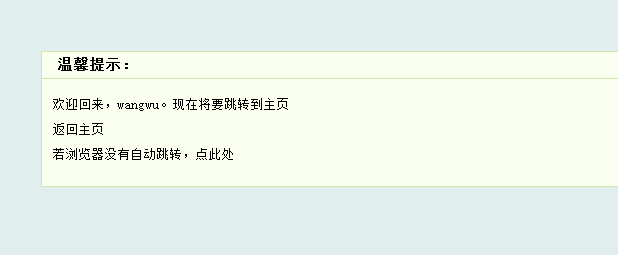 温馨提示：
欢迎回来，wangwu。现在将要跳转到主页
返回主页
若浏览器没有自动跳转，点此处